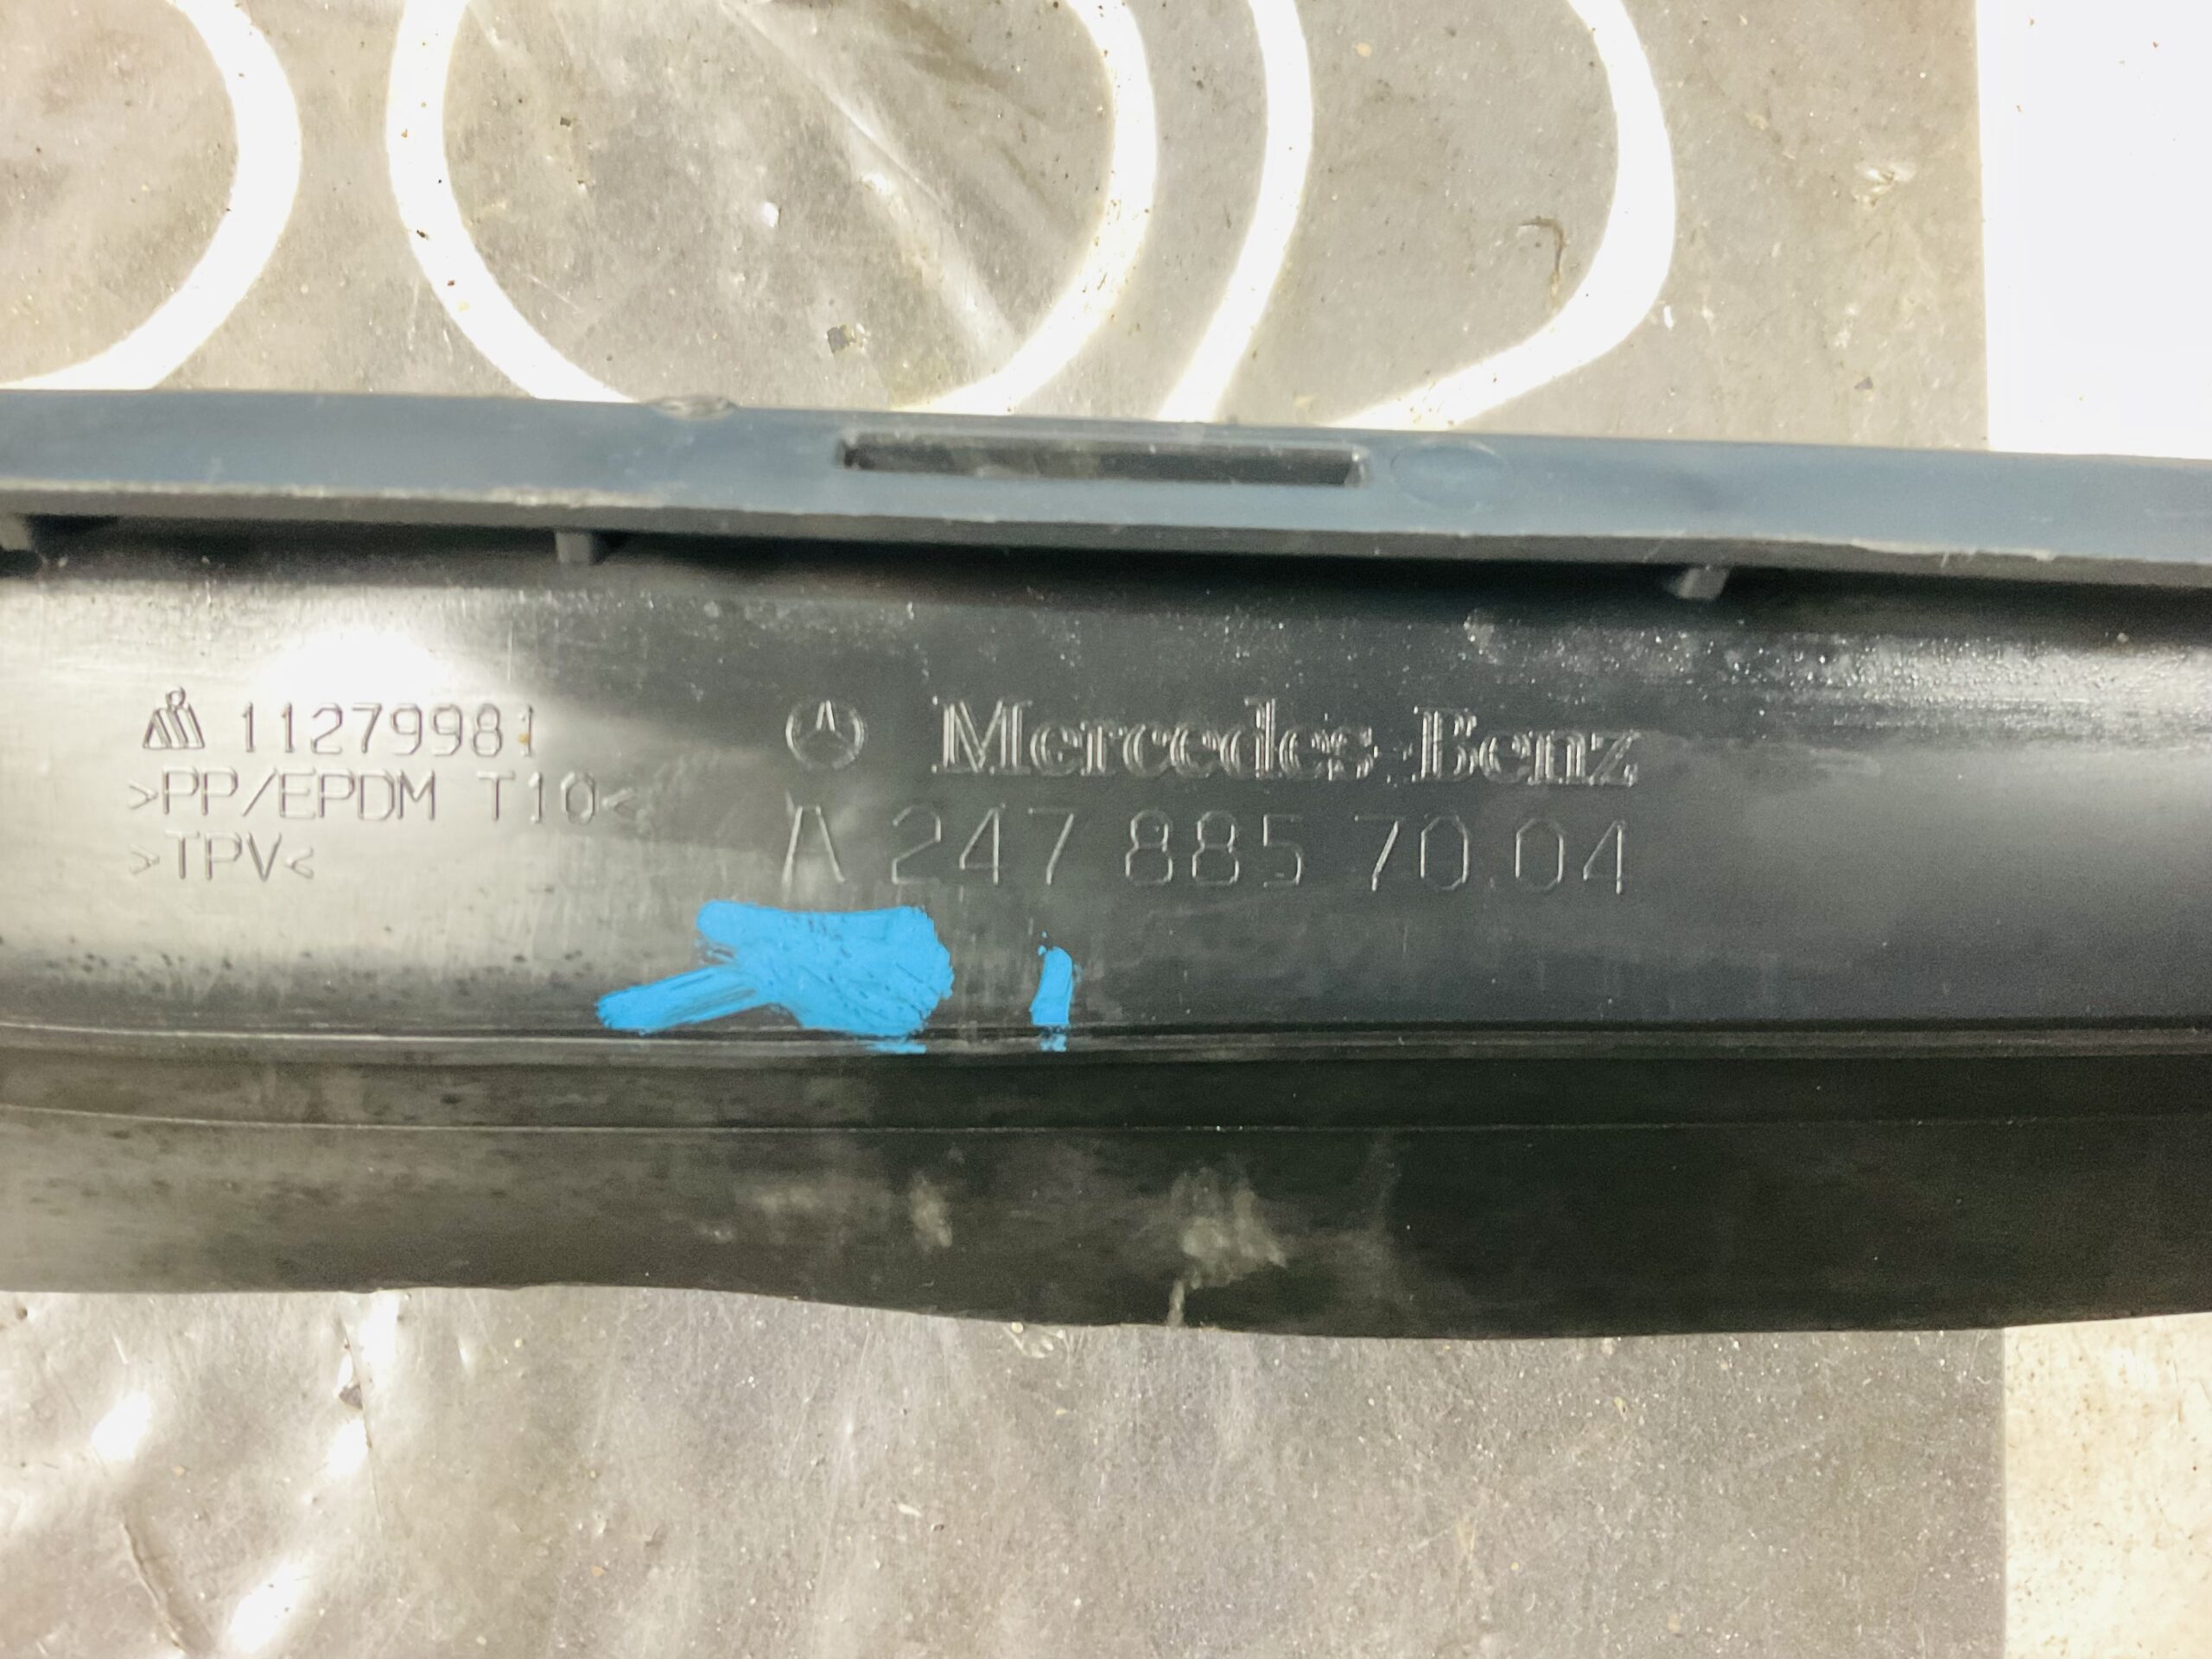 11279981
>PP/EPDM T10<
>TPV<
Mercedes-Benz
A 247 885 70 04